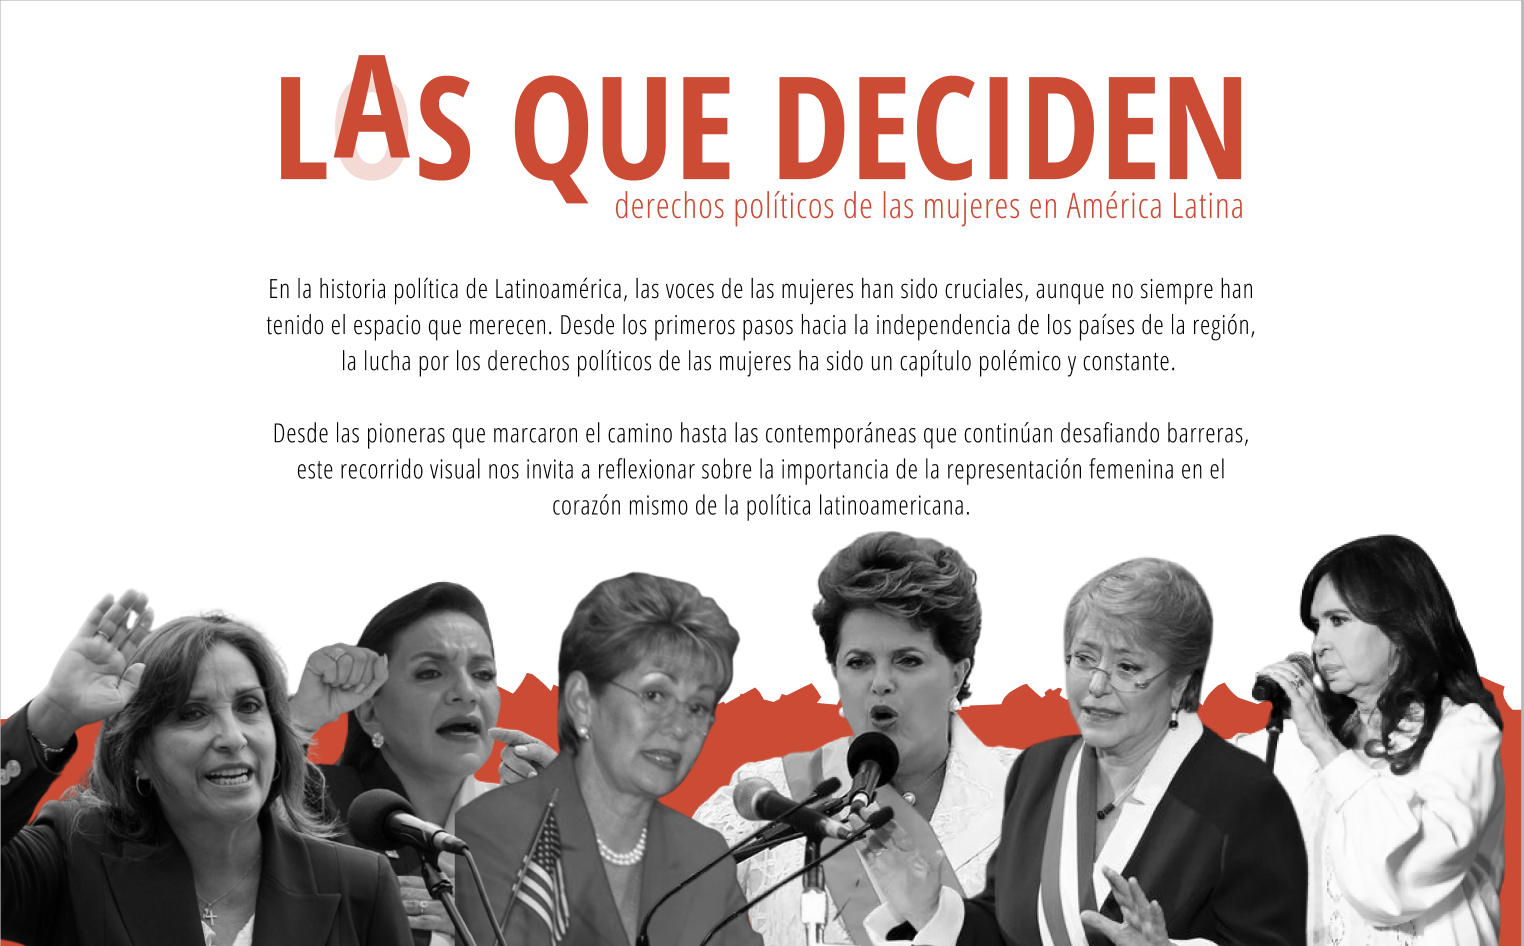 LAS QUE DECIDEN
derechos políticos de las mujeres en América Latina
En la historia política de Latinoamérica, las voces de las mujeres han sido cruciales, aunque no siempre han
tenido el espacio que merecen. Desde los primeros pasos hacia la independencia de los países de la región,
la lucha por los derechos políticos de las mujeres ha sido un capítulo polémico y constante.
Desde las pioneras que marcaron el camino hasta las contemporáneas que continúan desafiando barreras,
este recorrido visual nos invita a reflexionar sobre la importancia de la representación femenina en el
corazón mismo de la política latinoamericana.